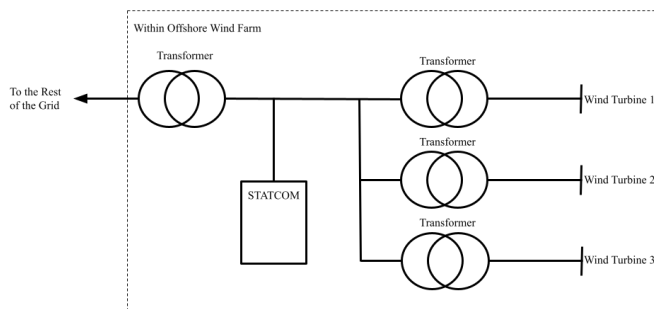 Within Offshore Wind Farm
Transformer
Transformer
To the Rest
of the Grid
Wind Turbine 1
STATCOM
Transformer
Wind Turbine 2
Transformer
Wind Turbine 3